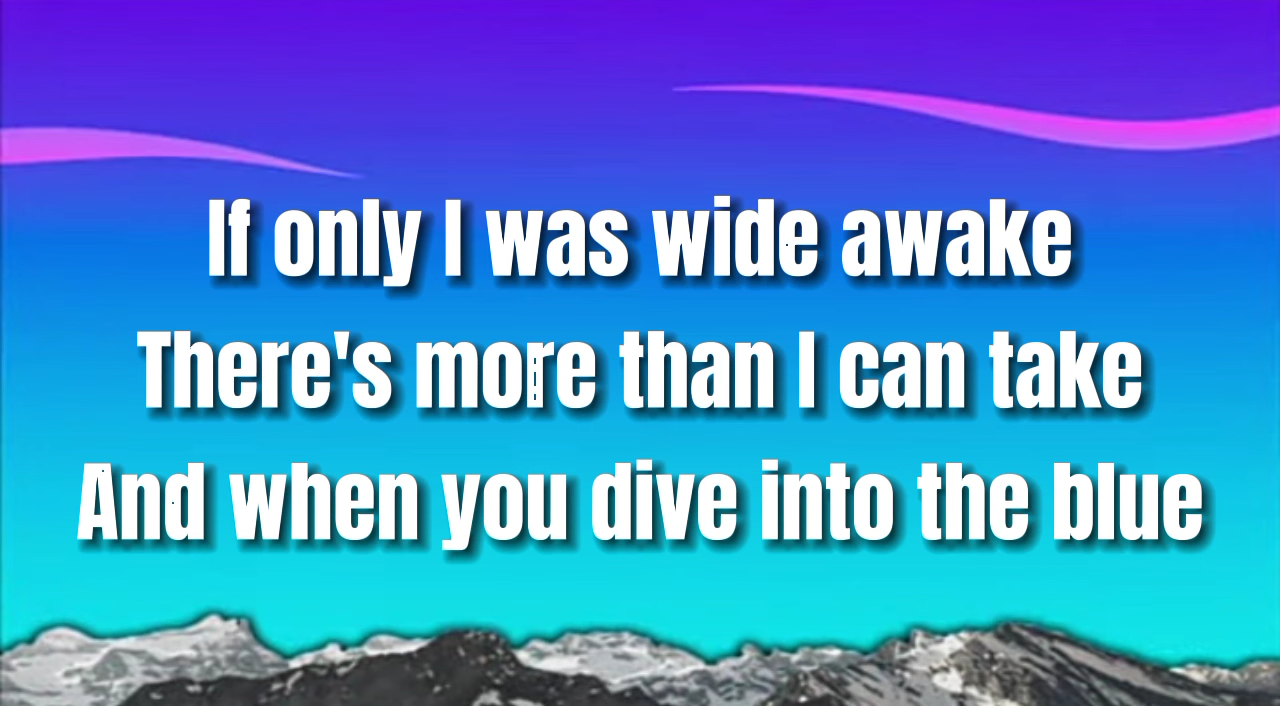 If only I was wide awake
There's more than I can take
And when you dive into the blue